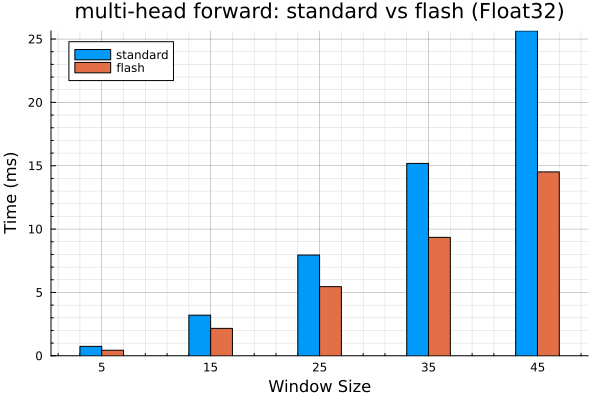 multi-head forward: standard vs flash (Float32)
standard
flash
Time (ms)
25
20
15
10
5
0
5 15 25 35 45
Window Size